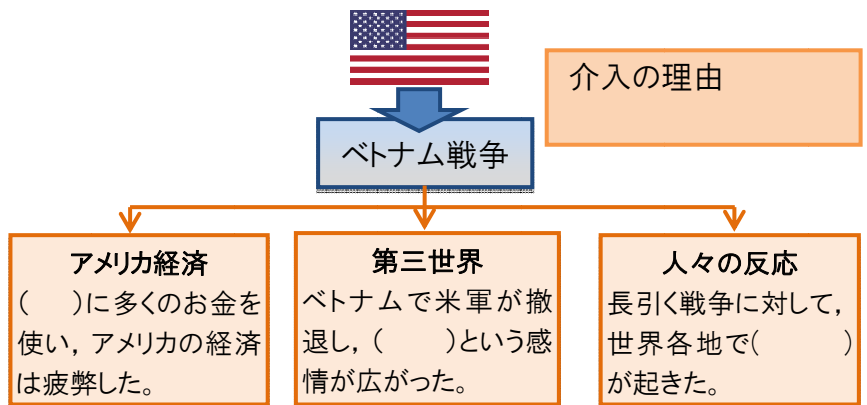 介入の理由
ベトナム戦争
アメリカ経済
(　　)に多くのお金を
使い，アメリカの経済
は疲弊した。
第三世界
ベトナムで米軍が撤
退し，(　　　)という感
情が広がった。
人々の反応
長引く戦争に対して，
世界各地で(　　　　)
が起きた。